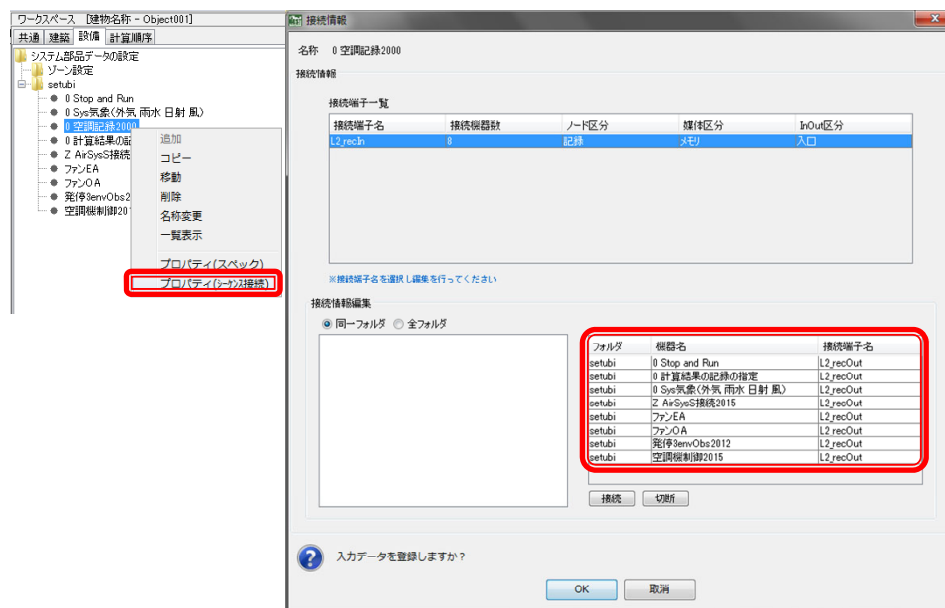 ワークスペース [建物名称 - Object001]
共通 建築 設備 計算順序
システム部品データの設定
ゾーン設定
setubi
0 Stop and Run
0 Sys気象(外気 雨水 日射 風)
0 空調記録2000
0 計算結果の記
Z AirSysS接続
ファンEA
ファンOA
発停3envObs2
空調機制御20
追加
コピー
移動
削除
名称変更
一覧表示
プロパティ(スペック)
プロパティ(シーケンス接続)
接続情報
名称 0 空調記録2000
接続情報
接続端子一覧
接続端子名 接続機器数 ノード区分 媒体区分 InOut区分
L2_recIn 8 記録 メモリ 入口
※接続端子名を選択し編集を行ってください
接続情報編集
同一フォルダ 全フォルダ
フォルダ 機器名 接続端子名
setubi 0 Stop and Run L2_recOut
setubi 0 計算結果の記録の指定 L2_recOut
setubi 0 Sys気象(外気 雨水 日射 風) L2_recOut
setubi Z AirSysS接続2015 L2_recOut
setubi ファンEA L2_recOut
setubi ファンOA L2_recOut
setubi 発停3envObs2012 L2_recOut
setubi 空調機制御2015 L2_recOut
接続 切断
入力データを登録しますか？
OK 取消